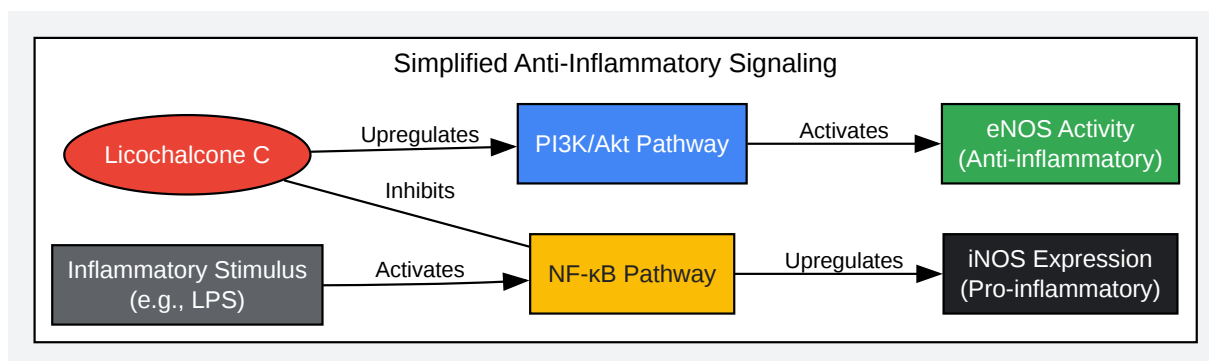 Simplified Anti-Inflammatory Signaling
Licochalcone C
Upregulates
PI3K/Akt Pathway
Activates
eNOS Activity
(Anti-inflammatory)
Inhibits
Inflammatory Stimulus
(e.g., LPS)
Activates
NF-κB Pathway
Upregulates
iNOS Expression
(Pro-inflammatory)